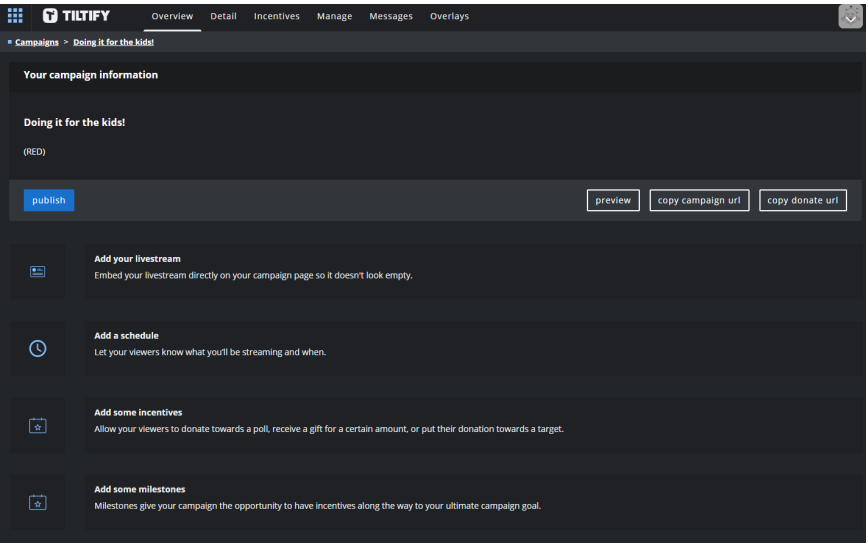 TILTIFY Overview Detail Incentives Manage Messages Overlays
Campaigns > Doing it for the kids!
Your campaign information
Doing it for the kids!
(RED)
publish preview copy campaign url copy donate url
Add your livestream
Embed your livestream directly on your campaign page so it doesn't look empty.
Add a schedule
Let your viewers know what you'll be streaming and when.
Add some incentives
Allow your viewers to donate towards a poll, receive a gift for a certain amount, or put their donation towards a target.
Add some milestones
Milestones give your campaign the opportunity to have incentives along the way to your ultimate campaign goal.